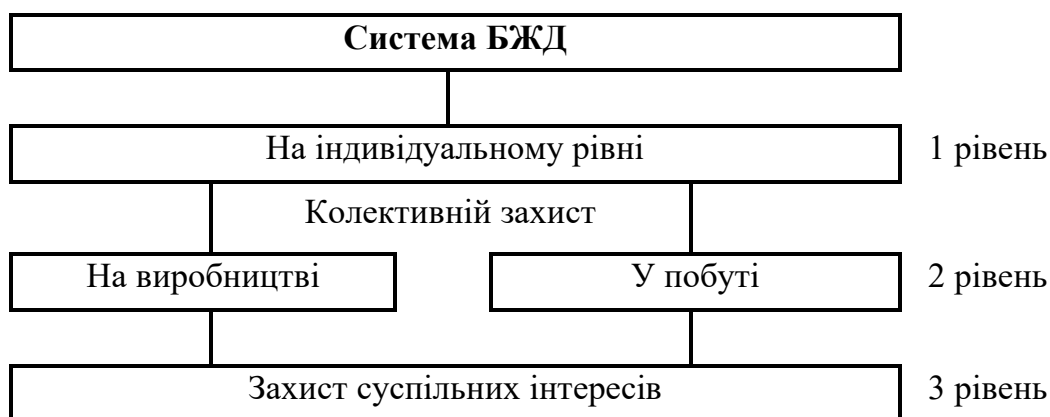 Система БЖД
На індивідуальному рівні 1 рівень
Колективній захист
На виробництві У побуті 2 рівень
Захист суспільних інтересів 3 рівень